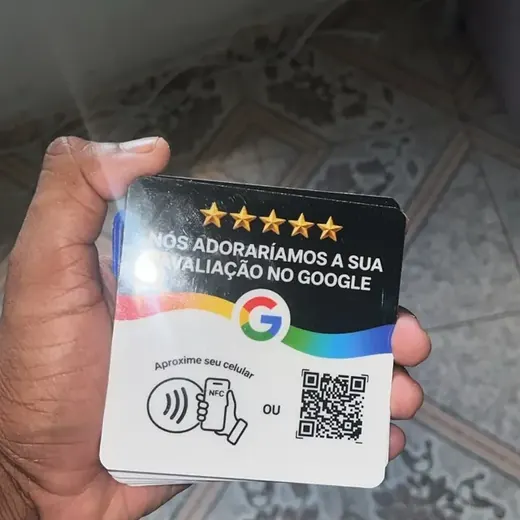 NÓS ADORARÍAMOS A SUA
AVALIAÇÃO NO GOOGLE
G
Aproxime seu celular
NFC
OU